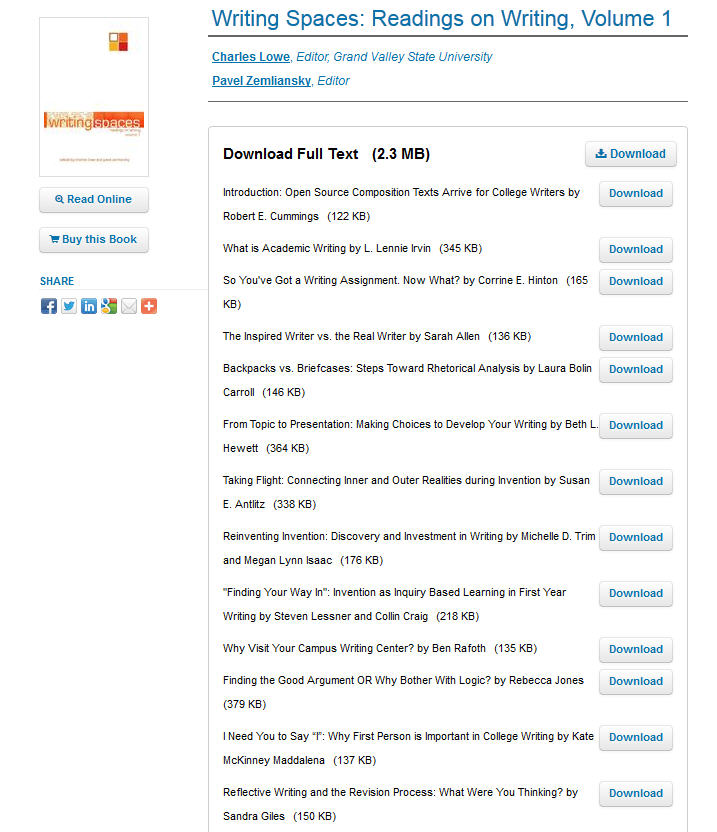 Writing Spaces: Readings on Writing, Volume 1
Charles Lowe, Editor, Grand Valley State University
Pavel Zemliansky, Editor
writing spaces
readings on writing
volume 1
edited by charles lowe and pavel zemliansky
Read Online
Buy this Book
SHARE
Download Full Text (2.3 MB)
Download
Introduction: Open Source Composition Texts Arrive for College Writers by
Robert E. Cummings (122 KB)
Download
What is Academic Writing by L. Lennie Irvin (345 KB)
Download
So You've Got a Writing Assignment. Now What? by Corrine E. Hinton (165
KB)
Download
The Inspired Writer vs. the Real Writer by Sarah Allen (136 KB)
Download
Backpacks vs. Briefcases: Steps Toward Rhetorical Analysis by Laura Bolin
Carroll (146 KB)
Download
From Topic to Presentation: Making Choices to Develop Your Writing by Beth L.
Hewett (364 KB)
Download
Taking Flight: Connecting Inner and Outer Realities during Invention by Susan
E. Antlitz (338 KB)
Download
Reinventing Invention: Discovery and Investment in Writing by Michelle D. Trim
and Megan Lynn Isaac (176 KB)
Download
"Finding Your Way In": Invention as Inquiry Based Learning in First Year
Writing by Steven Lessner and Collin Craig (218 KB)
Download
Why Visit Your Campus Writing Center? by Ben Rafoth (135 KB)
Download
Finding the Good Argument OR Why Bother With Logic? by Rebecca Jones
(379 KB)
Download
I Need You to Say “I”: Why First Person is Important in College Writing by Kate
McKinney Maddalena (137 KB)
Download
Reflective Writing and the Revision Process: What Were You Thinking? by
Sandra Giles (150 KB)
Download